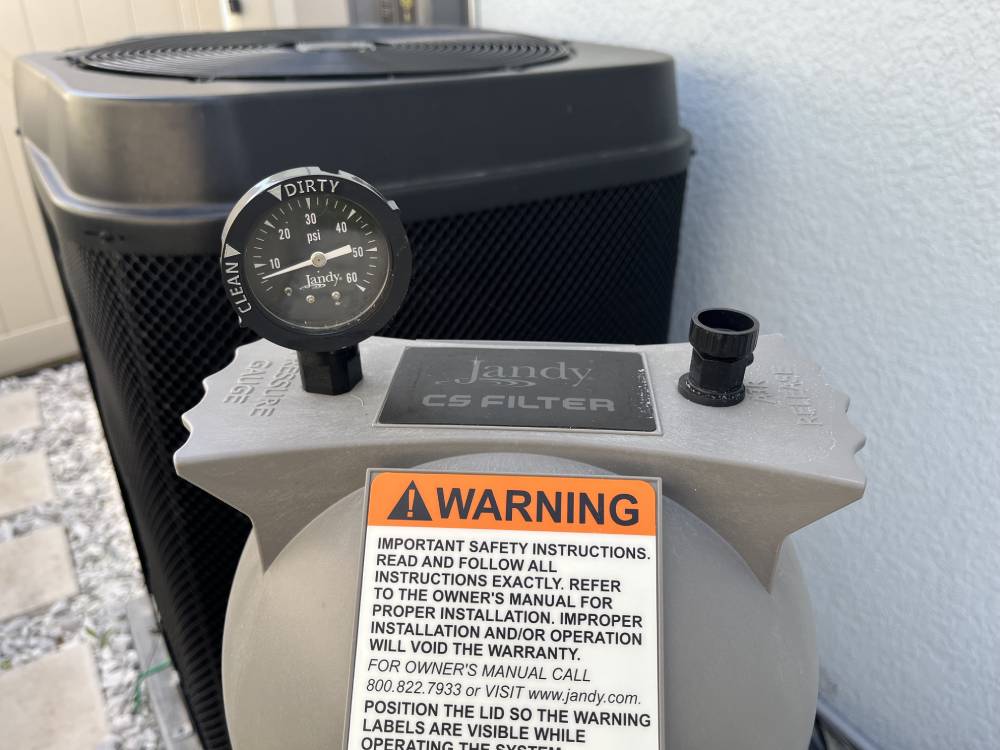 DIRTY
CLEAN
30
20
40
psi
10
50
Jandy
60
PRESSURE
GAUGE
Jandy
CS FILTER
AIR
RELEASE
WARNING
IMPORTANT SAFETY INSTRUCTIONS.
READ AND FOLLOW ALL
INSTRUCTIONS EXACTLY. REFER
TO THE OWNER'S MANUAL FOR
PROPER INSTALLATION. IMPROPER
INSTALLATION AND/OR OPERATION
WILL VOID THE WARRANTY.
FOR OWNER'S MANUAL CALL
800.822.7933 or VISIT www.jandy.com.
POSITION THE LID SO THE WARNING
LABELS ARE VISIBLE WHILE
OPERATING THE SYSTEM